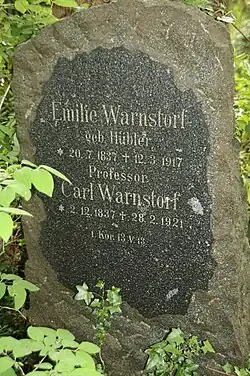 Emilie Warnstorf
geb. Hübler,
* 20.7.1837 + 12.3.1917
Professor
Carl Warnstorf
* 2.12.1837 + 28.2.1921
1. Kor. 13. V. 13.